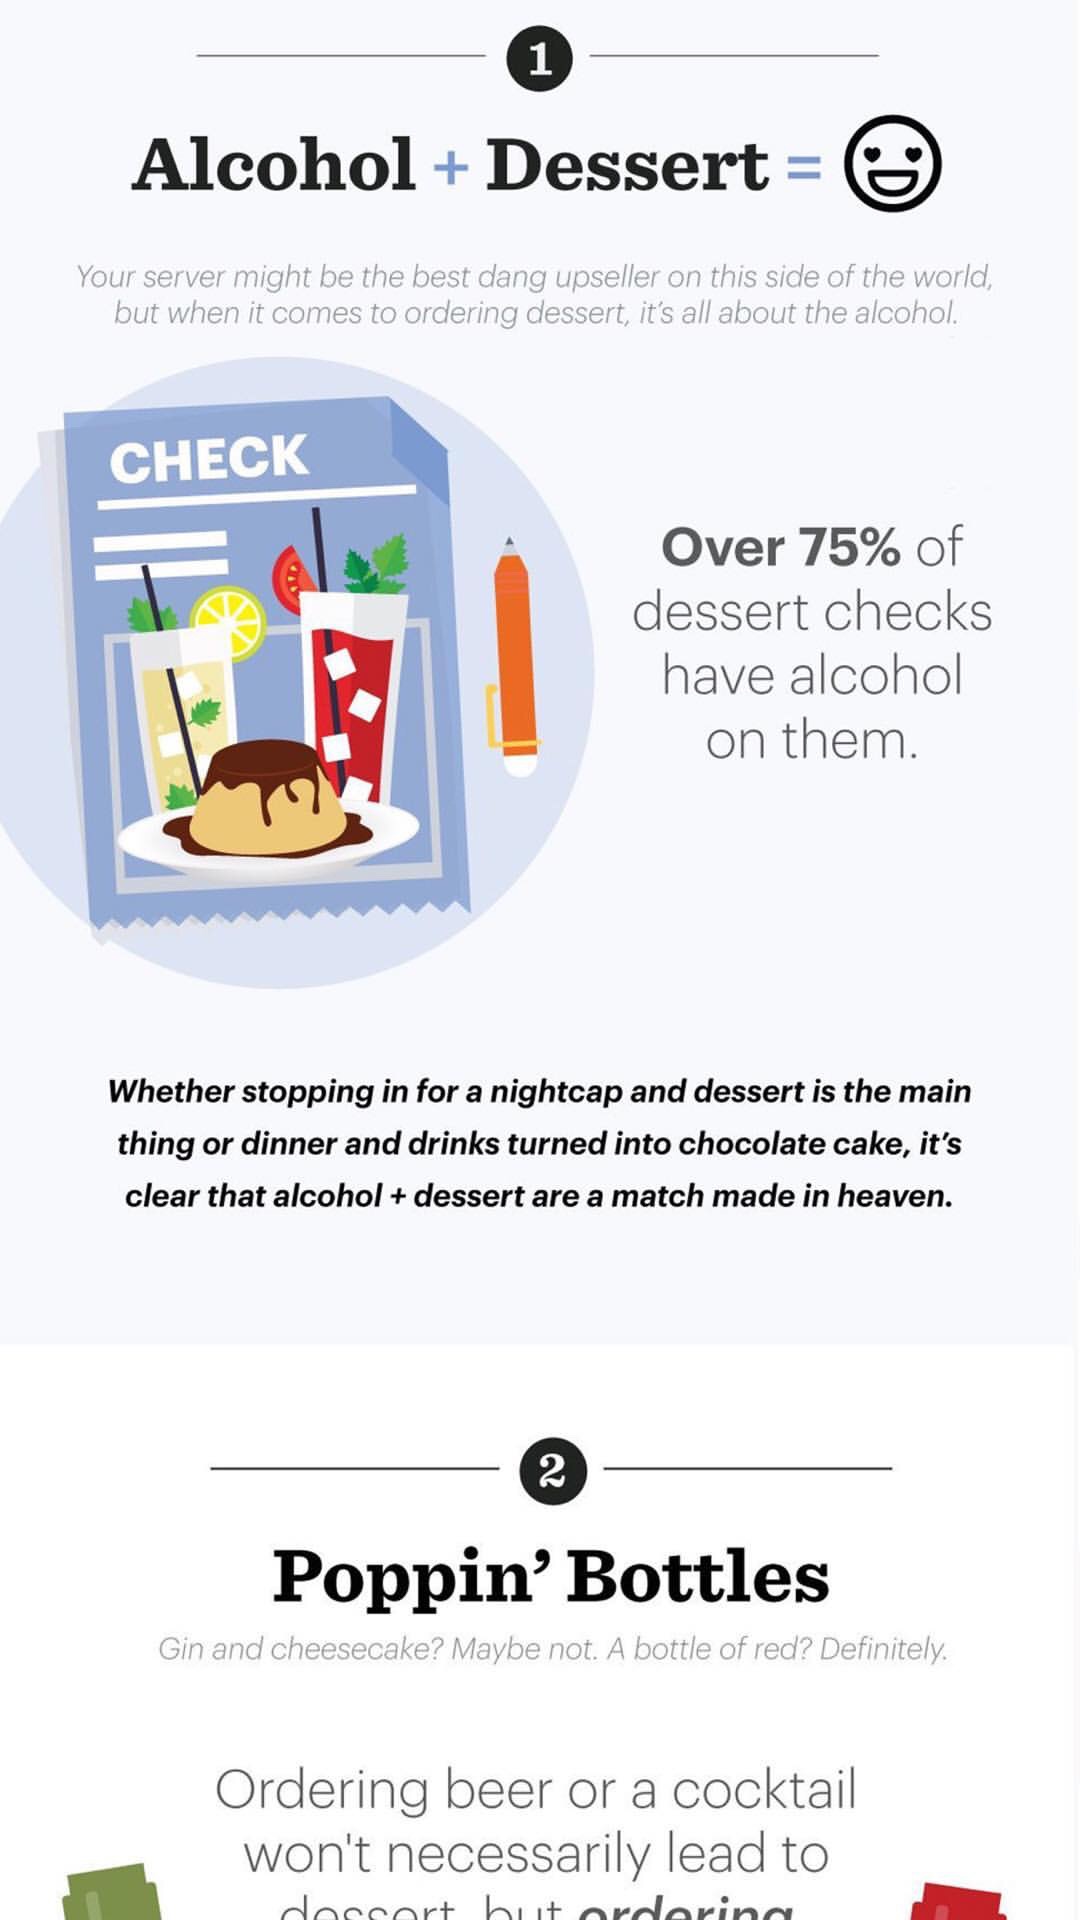 1
Alcohol + Dessert =
Your server might be the best dang upseller on this side of the world,
but when it comes to ordering dessert, it's all about the alcohol.
CHECK
Over 75% of
dessert checks
have alcohol
on them.
Whether stopping in for a nightcap and dessert is the main
thing or dinner and drinks turned into chocolate cake, it's
clear that alcohol + dessert are a match made in heaven.
2
Poppin' Bottles
Gin and cheesecake? Maybe not. A bottle of red? Definitely.
Ordering beer or a cocktail
won't necessarily lead to
dessert, but ordering